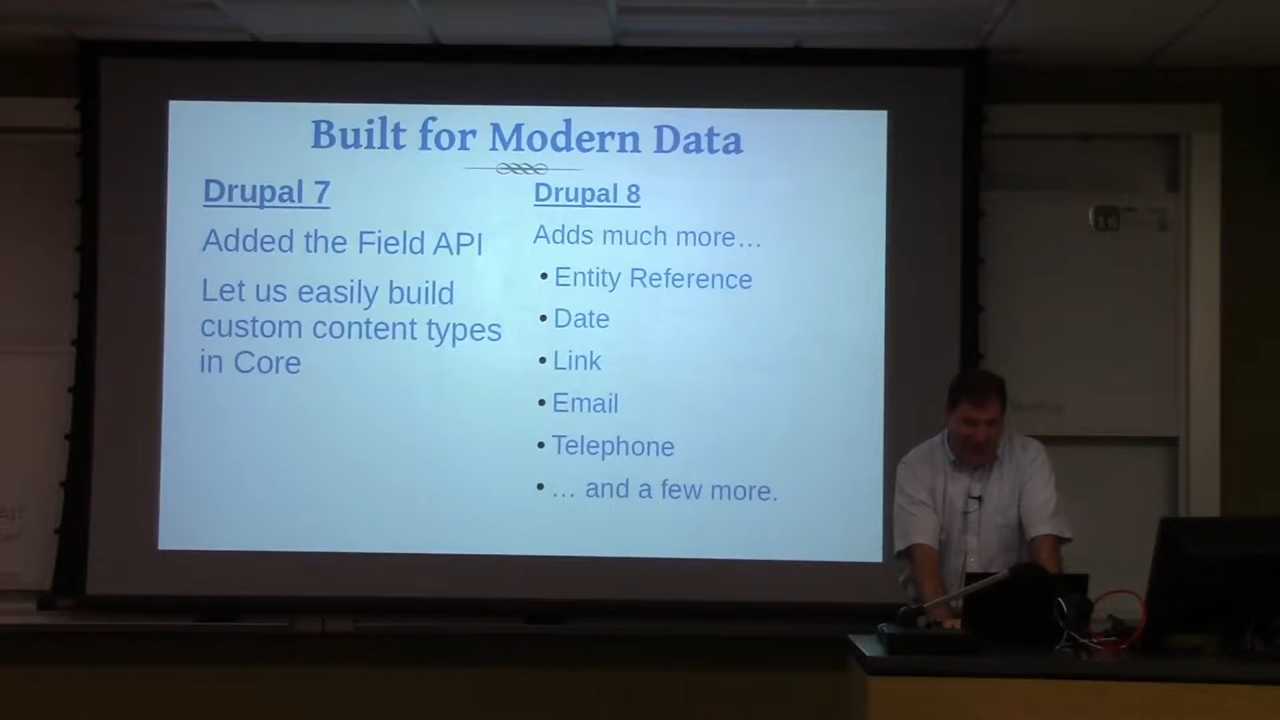 Built for Modern Data
Drupal 7
Added the Field API
Let us easily build
custom content types
in Core
Drupal 8
Adds much more…
• Entity Reference
• Date
• Link
• Email
• Telephone
• … and a few more.